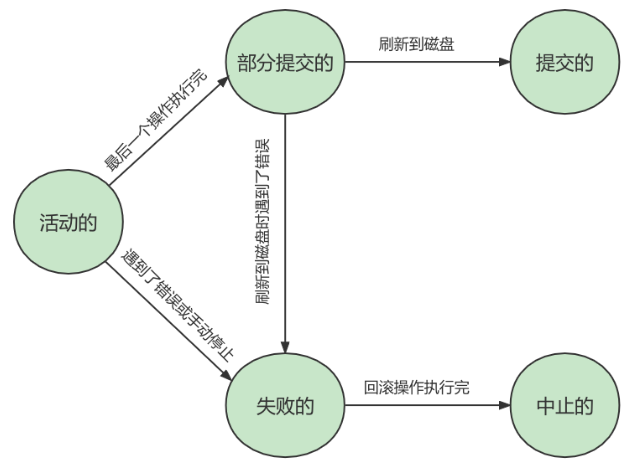 部分提交的
刷新到磁盘
提交的
最后一个操作执行完
刷新到磁盘时遇到了错误
活动的
遇到了错误或手动停止
失败的
回滚操作执行完
中止的